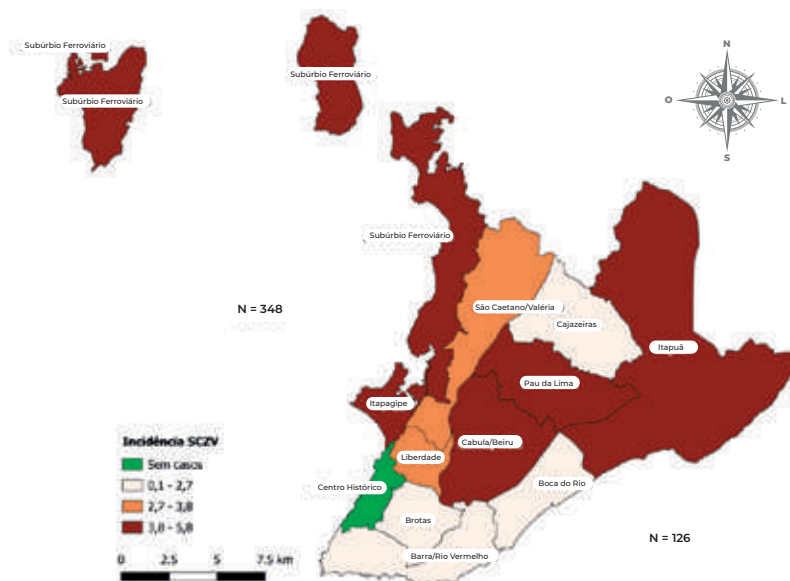 Subúrbio Ferroviário
Subúrbio Ferroviário
Subúrbio Ferroviário
N
O
L
S
Subúrbio Ferroviário
N = 348
São Caetano/Valéria
Cajazeiras
Itapuã
Pau da Lima
Itapagipe
Cabula/Beiru
Liberdade
Centro Histórico
Boca do Rio
Brotas
Barra/Rio Vermelho
N = 126
Incidência SCZV
Sem casos
0,1 – 2,7
2,7 – 3,8
3,8 – 5,8
0 2.5 5 7.5 km